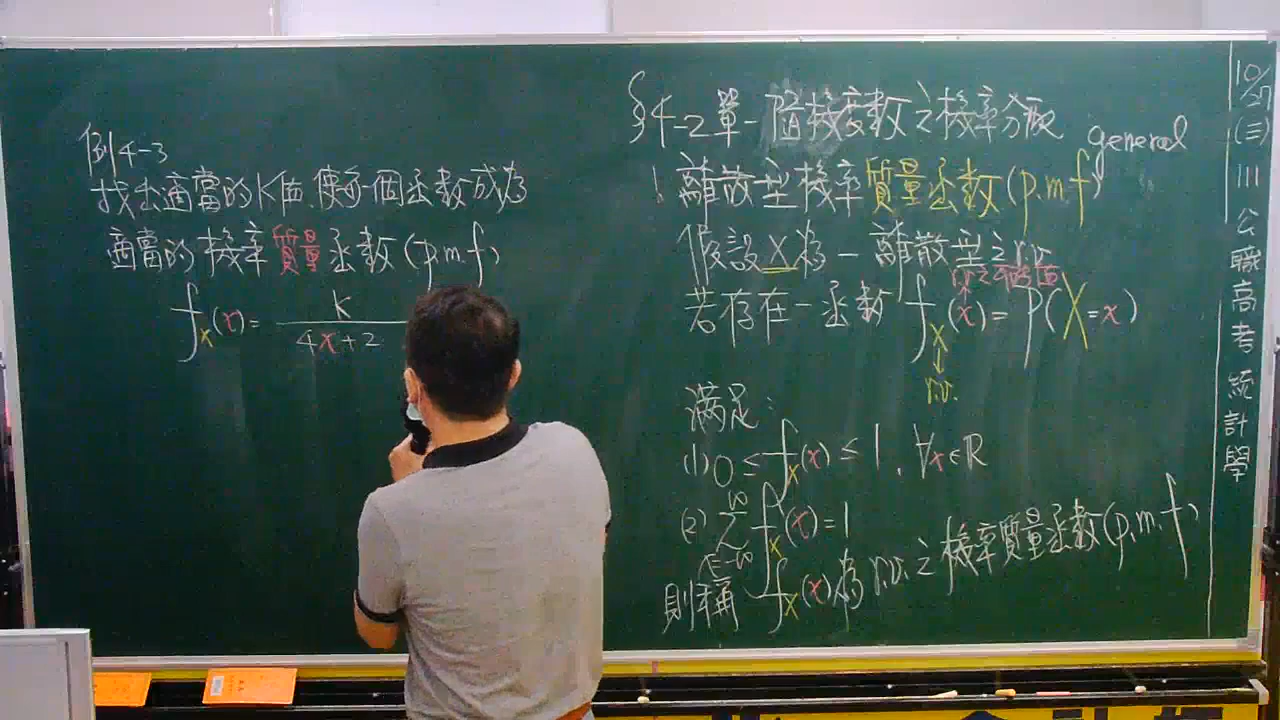 例4-3
找出適當的K值,使每一個函數成為
適當的機率質量函數(p.m.f)
fx(x)= K
4x+2
§4-2單一隨機變數之機率分配
general
1 離散型機率質量函數(p.m.f)
假設X為一離散型之r.v.
若存在一函數 fx(x)= P(X=x)
r.v.
滿足:
(1) 0≤fx(x)≤1, ∀x∈R
(2) ∞
Σ fx(x)=1
x=-∞
則稱 fx(x)為r.v.之機率質量函數(p.m.f)
10/27
(三)
III
公職高考統計學